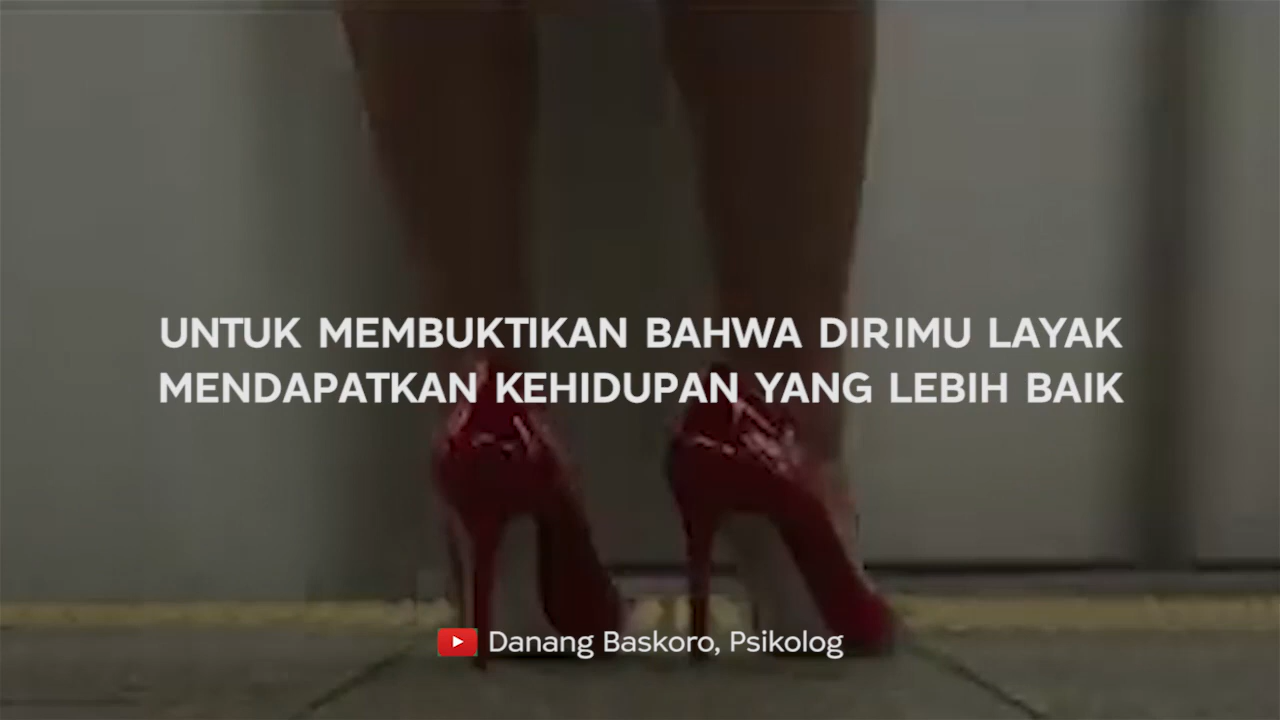 UNTUK MEMBUKTIKAN BAHWA DIRIMU LAYAK
MENDAPATKAN KEHIDUPAN YANG LEBIH BAIK
Danang Baskoro, Psikolog